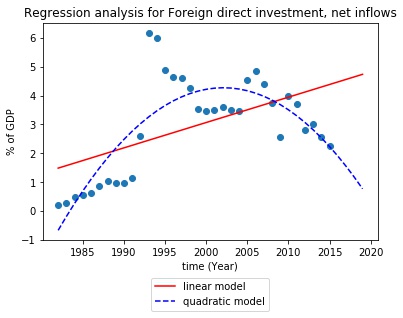 Regression analysis for Foreign direct investment, net inflows
% of GDP
6
5
4
3
2
1
0
−1
1985 1990 1995 2000 2005 2010 2015 2020
time (Year)
linear model
quadratic model